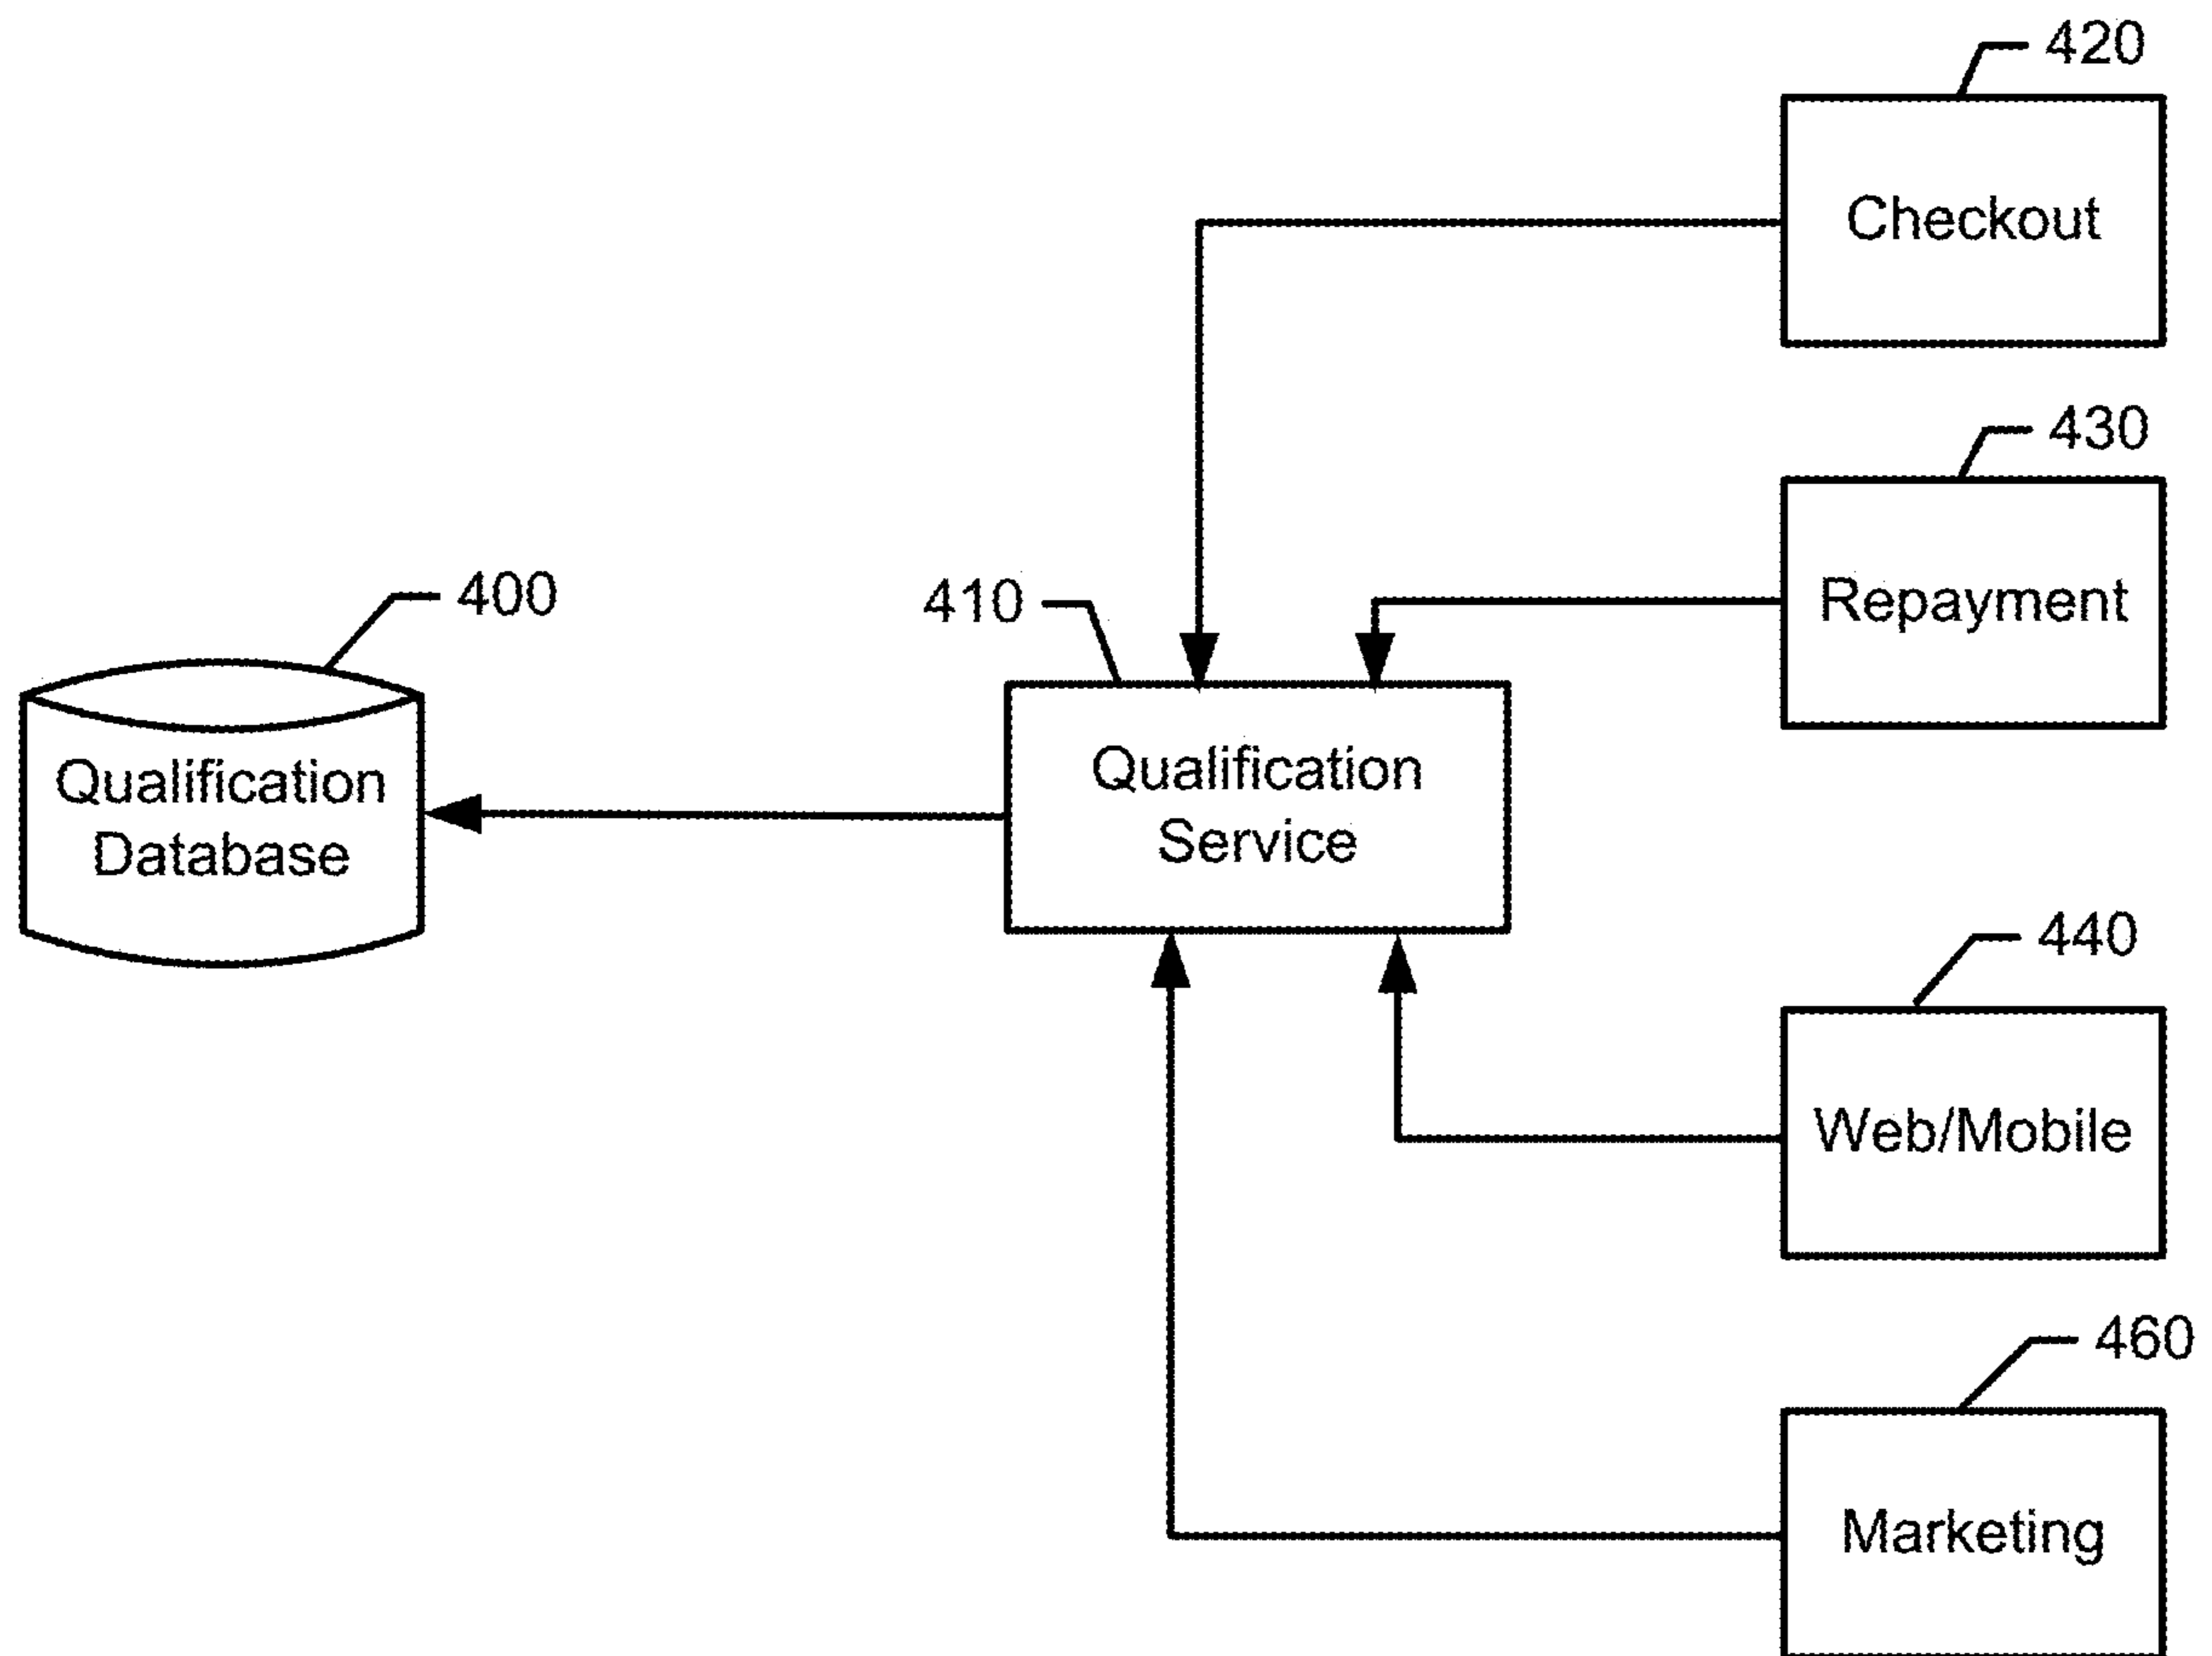 420
Checkout
430
Repayment
400
410
Qualification
Database
Qualification
Service
440
Web/Mobile
460
Marketing